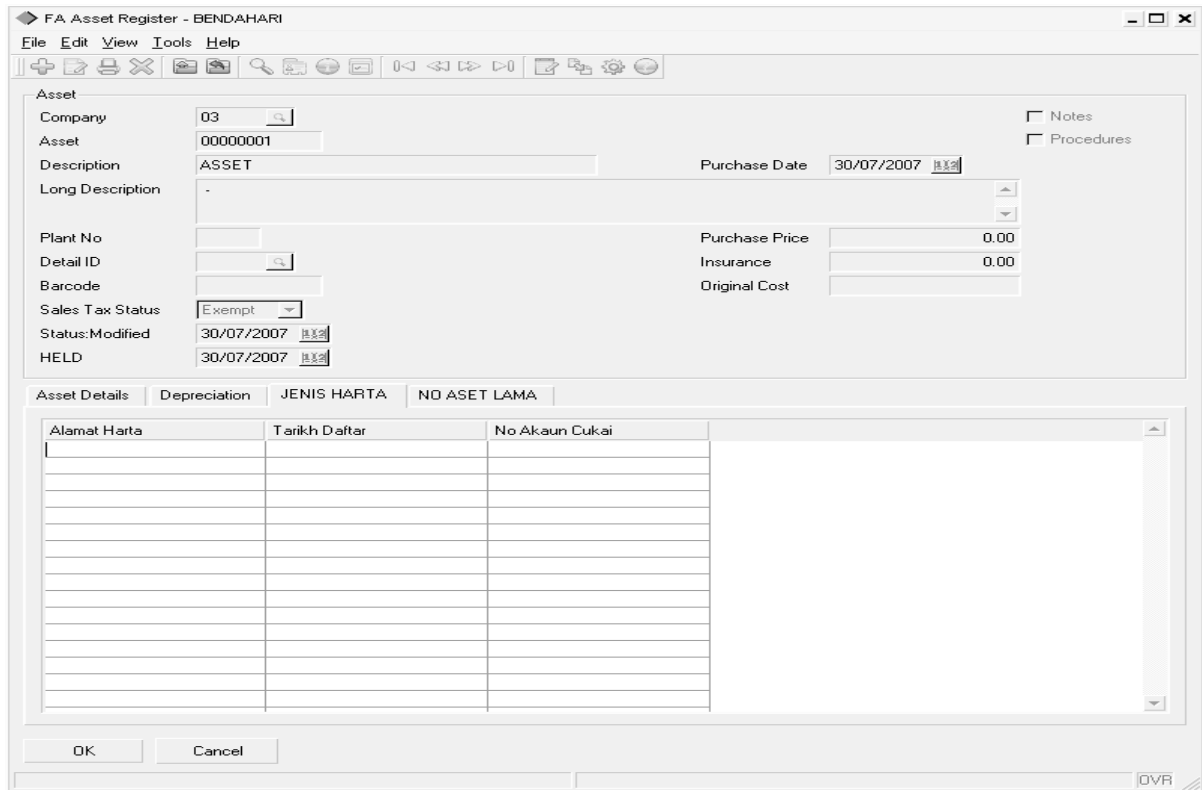 FA Asset Register - BENDAHARI
File Edit View Tools Help
Asset
Company 03 Notes
Asset 00000001 Procedures
Description ASSET Purchase Date 30/07/2007
Long Description -
Plant No Purchase Price 0.00
Detail ID Insurance 0.00
Barcode Original Cost
Sales Tax Status Exempt
Status:Modified 30/07/2007
HELD 30/07/2007
Asset Details Depreciation JENIS HARTA NO ASET LAMA
Alamat Harta Tarikh Daftar No Akaun Cukai
OK Cancel
OVR